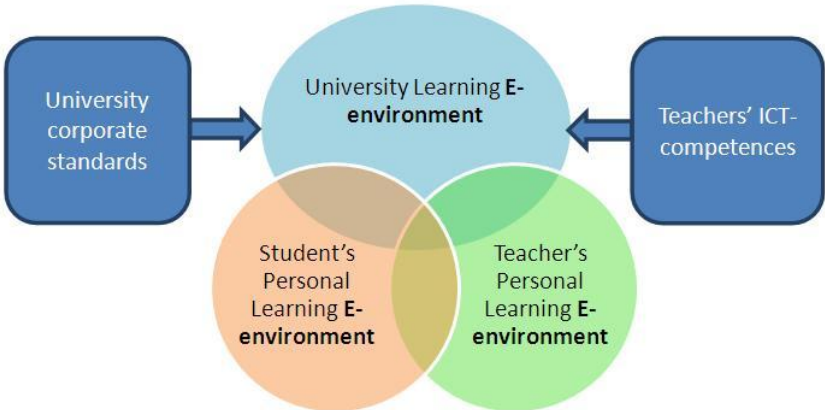 University
corporate
standards
University Learning E-
environment
Teachers’ ICT-
competences
Student’s
Personal
Learning E-
environment
Teacher’s
Personal
Learning E-
environment